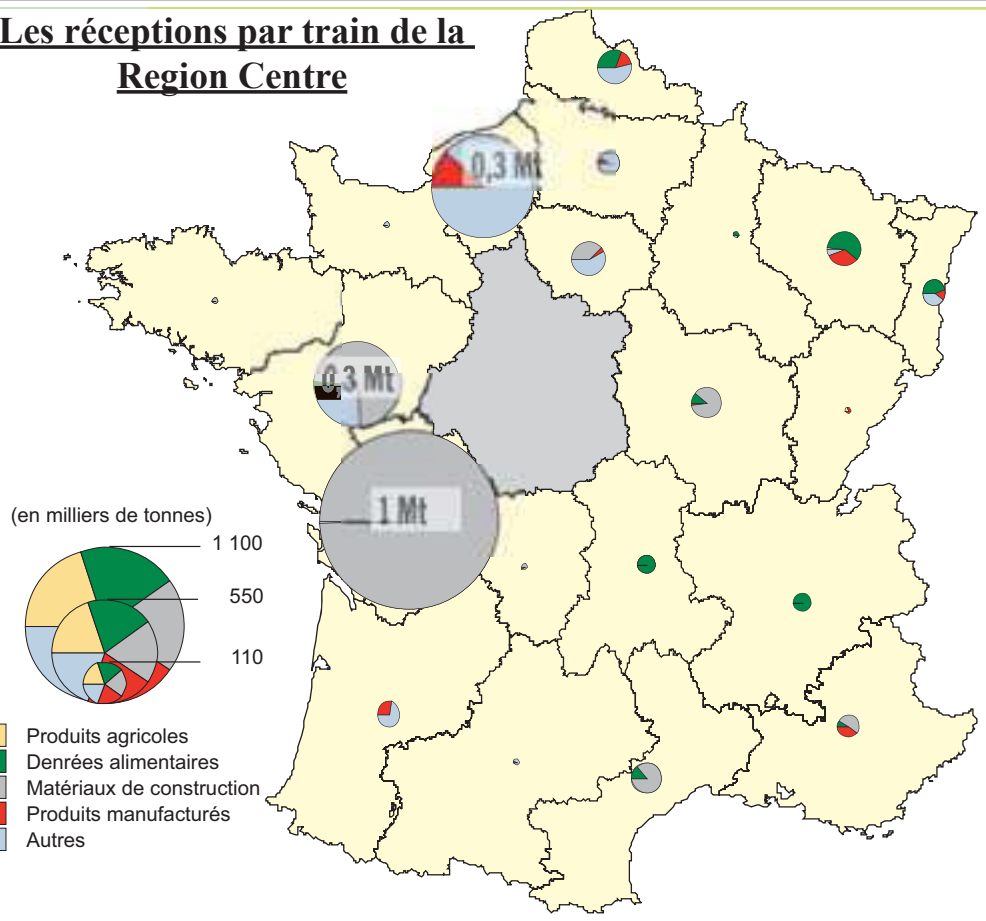 Les réceptions par train de la
Region Centre
0,3 Mt
0,3 Mt
1 Mt
(en milliers de tonnes)
1 100
550
110
Produits agricoles
Denrées alimentaires
Matériaux de construction
Produits manufacturés
Autres